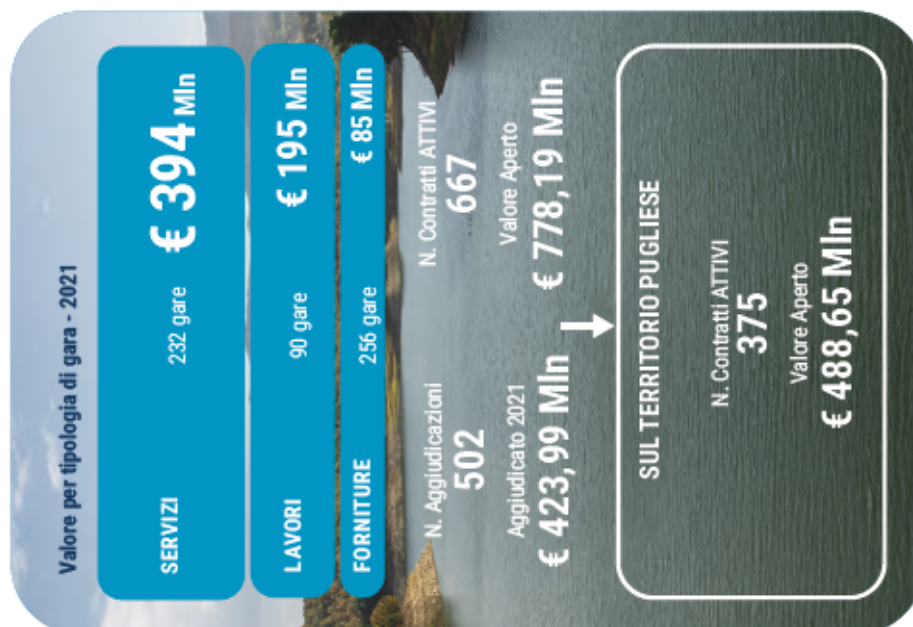 Valore per tipologia di gara - 2021
SERVIZI 232 gare € 394 Mln
LAVORI 90 gare € 195 Mln
FORNITURE 256 gare € 85 Mln
N. Aggiudicazioni N. Contratti ATTIVI
502 667
Aggiudicato 2021 Valore Aperto
€ 423,99 Mln € 778,19 Mln
SUL TERRITORIO PUGLIESE
N. Contratti ATTIVI
375
Valore Aperto
€ 488,65 Mln